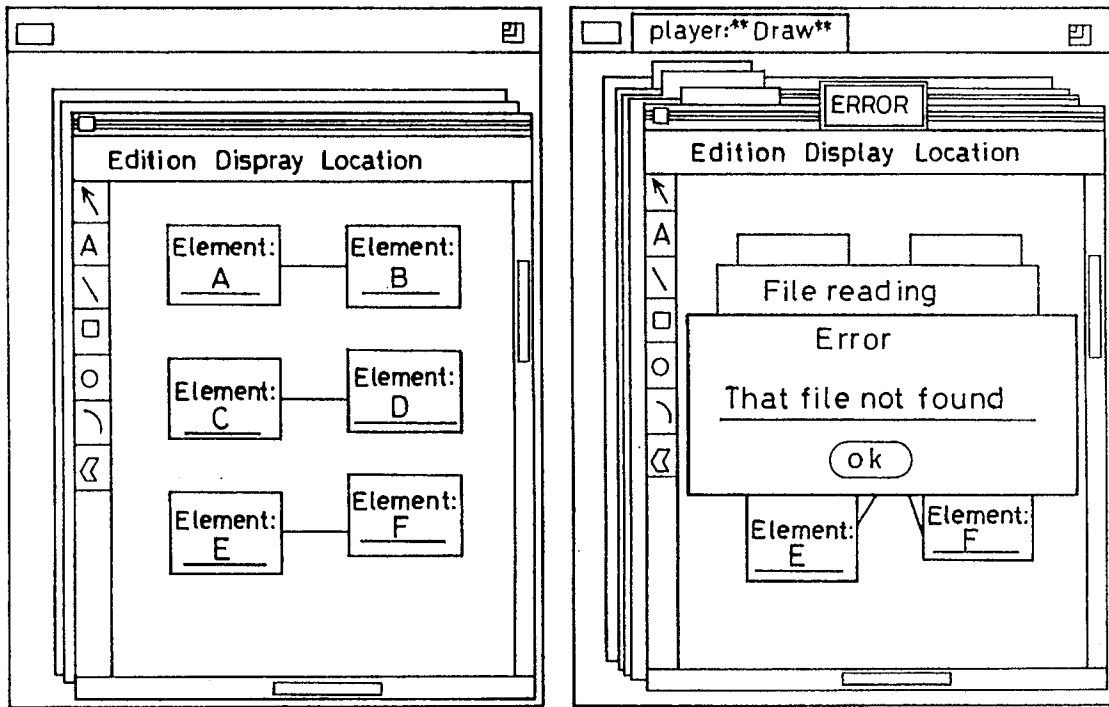 Edition Dispray Location
A
Element: Element:
A B
Element: Element:
C D
Element: Element:
E F
player:**Draw**
ERROR
Edition Display Location
A
File reading
Error
That file not found
ok
Element: Element:
E F